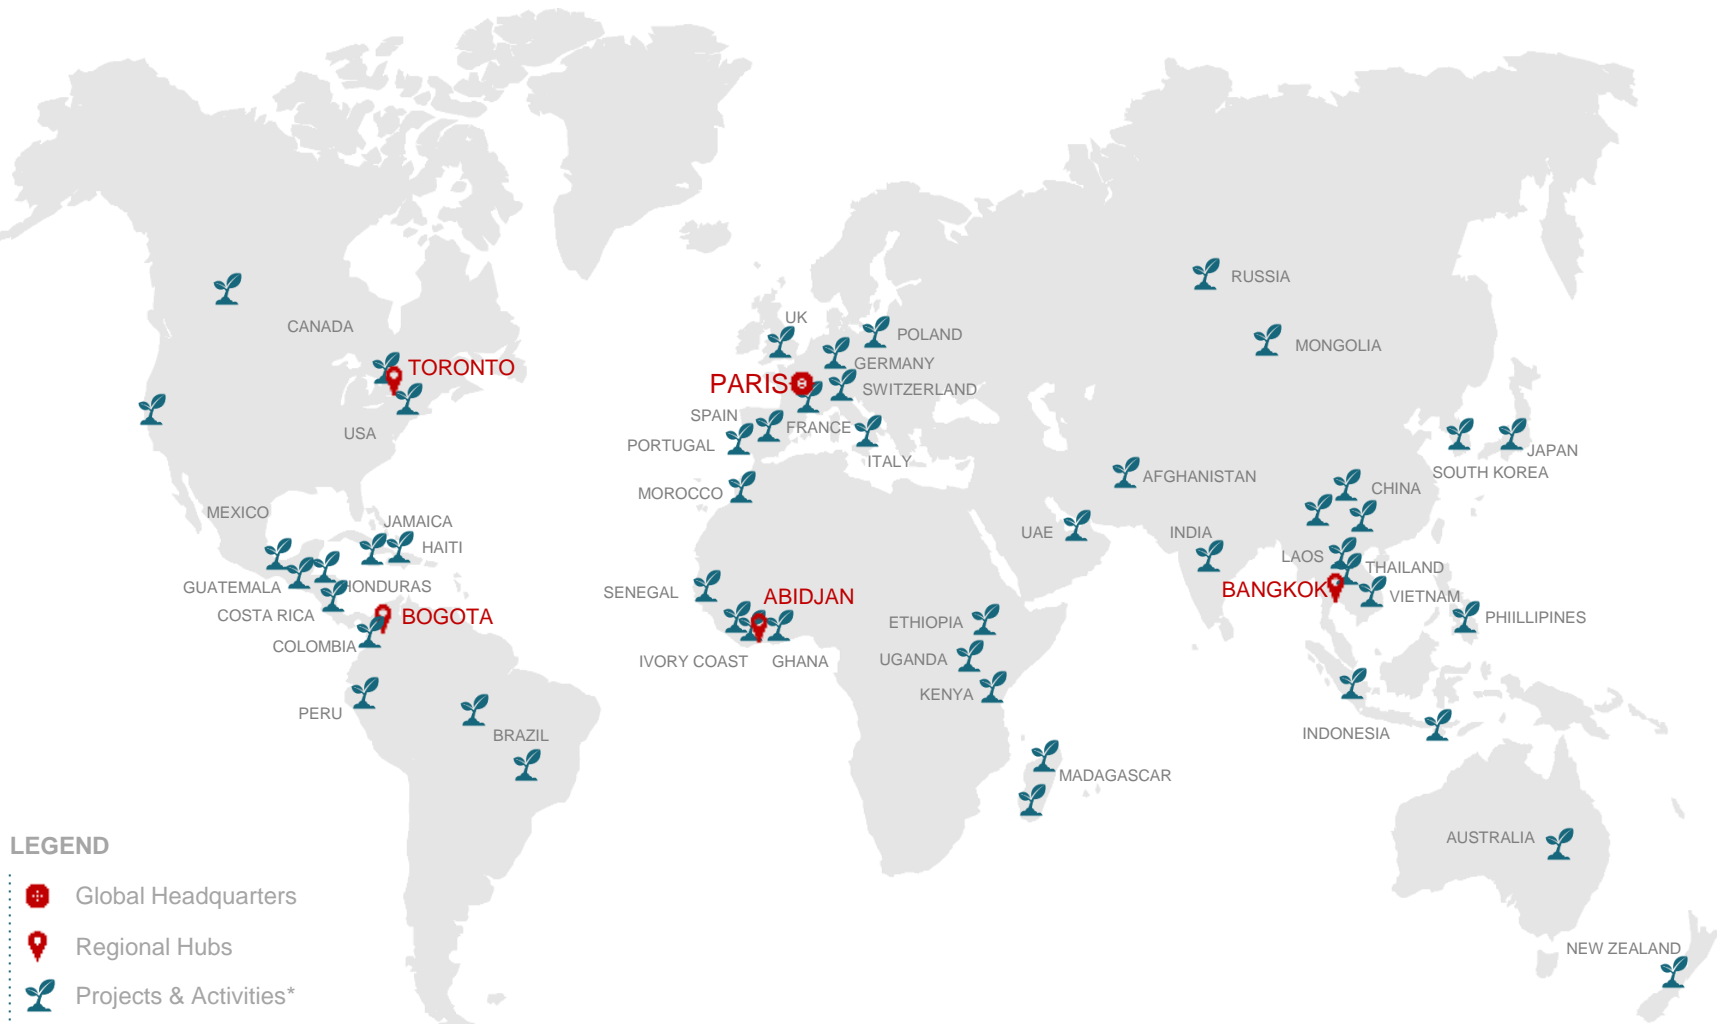 RUSSIA
UK
CANADA
POLAND
MONGOLIA
GERMANY
TORONTO
PARIS
SWITZERLAND
SPAIN
FRANCE
USA
PORTUGAL
JAPAN
ITALY
SOUTH KOREA
AFGHANISTAN
CHINA
MOROCCO
MEXICO
JAMAICA
UAE
INDIA
HAITI
LAOS
THAILAND
GUATEMALA
HONDURAS
SENEGAL
ABIDJAN
BANGKOK
VIETNAM
COSTA RICA
BOGOTA
ETHIOPIA
PHIILLIPINES
COLOMBIA
IVORY COAST
GHANA
UGANDA
KENYA
PERU
BRAZIL
INDONESIA
MADAGASCAR
AUSTRALIA
NEW ZEALAND
LEGEND
Global Headquarters
Regional Hubs
Projects & Activities*